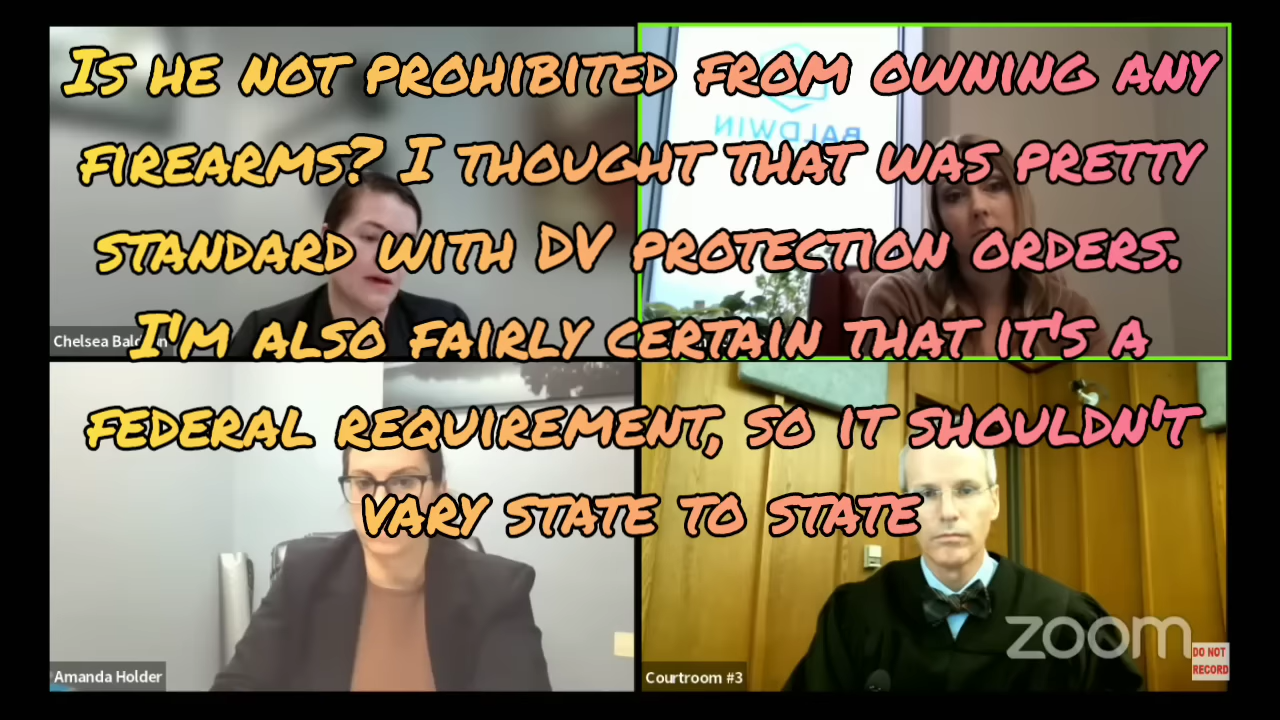 Is he not prohibited from owning any
firearms? I thought that was pretty
standard with DV protection orders.
I'm also fairly certain that it's a
federal requirement, so it shouldn't
vary state to state
BALDWIN
Chelsea
Amanda Holder
Courtroom #3
zoom
DO NOT
RECORD